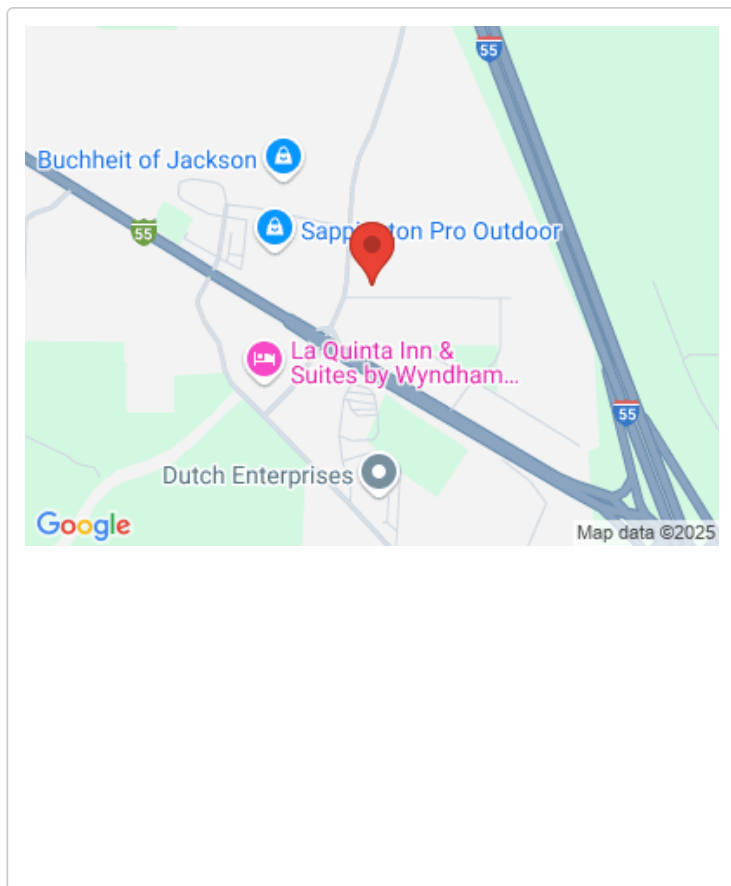 55
Buchheit of Jackson
55
Sappington Pro Outdoor
La Quinta Inn &
Suites by Wyndham...
55
Dutch Enterprises
Google
Map data ©2025